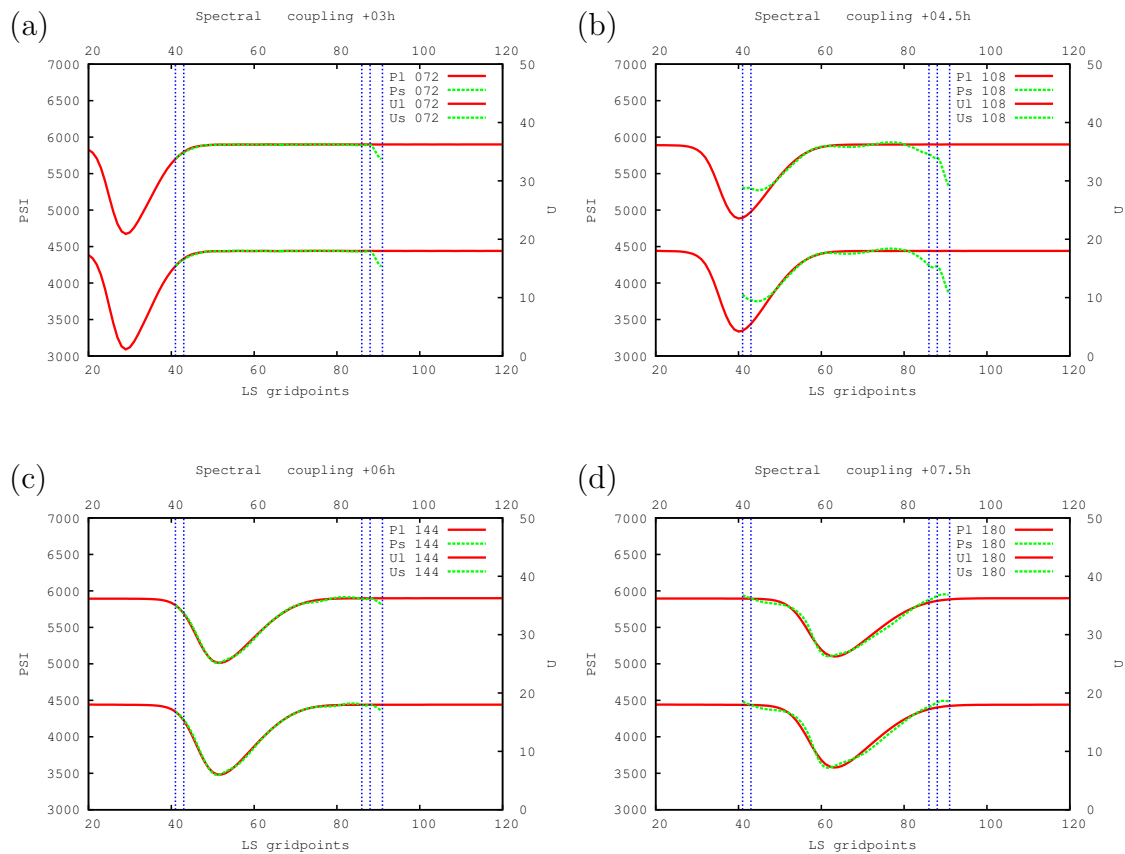 (a)
Spectral coupling +03h
20 40 60 80 100 120
7000 50
Pl 072
6500 Ps 072
Ul 072
40
6000 Us 072
5500
30
5000
PSI
U
20
4500
4000
10
3500
3000 0
20 40 60 80 100 120
LS gridpoints
(b)
Spectral coupling +04.5h
20 40 60 80 100 120
7000 50
Pl 108
6500 Ps 108
Ul 108
40
6000 Us 108
5500
30
5000
PSI
U
20
4500
4000
10
3500
3000 0
20 40 60 80 100 120
LS gridpoints
(c)
Spectral coupling +06h
20 40 60 80 100 120
7000 50
Pl 144
6500 Ps 144
Ul 144
40
6000 Us 144
5500
30
5000
PSI
U
20
4500
4000
10
3500
3000 0
20 40 60 80 100 120
LS gridpoints
(d)
Spectral coupling +07.5h
20 40 60 80 100 120
7000 50
Pl 180
6500 Ps 180
Ul 180
40
6000 Us 180
5500
30
5000
PSI
U
20
4500
4000
10
3500
3000 0
20 40 60 80 100 120
LS gridpoints